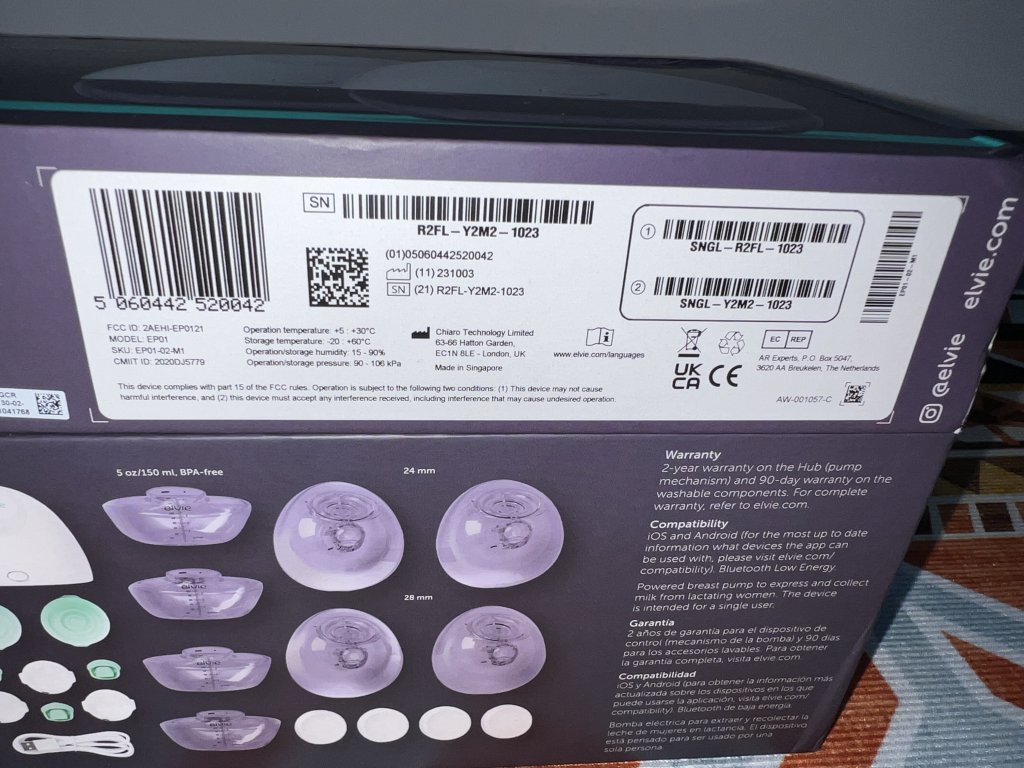 SN
R2FL-Y2M2-1023
(01)05060442520042
(11) 231003
SN (21) R2FL-Y2M2-1023
5 060442 520042
1
SNGL-R2FL-1023
2
SNGL-Y2M2-1023
EP01-02-M1
FCC ID: 2AEHI-EP0121
MODEL: EP01
SKU: EP01-02-M1
CMIIT ID: 2020DJ5779
Operation temperature: +5 : +30°C
Storage temperature: -20 : +60°C
Operation/storage humidity: 15 - 90%
Operation/storage pressure: 90 - 106 kPa
Chiaro Technology Limited
63-66 Hatton Garden,
EC1N 8LE - London, UK
Made in Singapore
www.elvie.com/languages
UK
CA CE
EC REP
AR Experts, P.O. Box 5047,
3620 AA Breukelen, The Netherlands
AW-001057-C
This device complies with part 15 of the FCC rules. Operation is subject to the following two conditions: (1) This device may not cause
harmful interference, and (2) this device must accept any interference received, including interference that may cause undesired operation.
GCR
30-02-
041768
@elvie elvie.com
5 oz/150 ml, BPA-free
24 mm
28 mm
elvie
elvie
elvie
elvie
Warranty
2-year warranty on the Hub (pump
mechanism) and 90-day warranty on the
washable components. For complete
warranty, refer to elvie.com.
Compatibility
iOS and Android (for the most up to date
information what devices the app can
be used with, please visit elvie.com/
compatibility). Bluetooth Low Energy.
Powered breast pump to express and collect
milk from lactating women. The device
is intended for a single user.
Garantía
2 años de garantía para el dispositivo de
control (mecanismo de la bomba) y 90 días
para los accesorios lavables. Para obtener
la garantía completa, visita elvie.com.
Compatibilidad
iOS y Android (para obtener la información más
actualizada sobre los dispositivos en los que
puede usarse la aplicación, visita elvie.com/
compatibility). Bluetooth de baja energía.
Bomba eléctrica para extraer y recolectar la
leche de mujeres en lactancia. El dispositivo
está pensado para ser usado por una
sola persona.